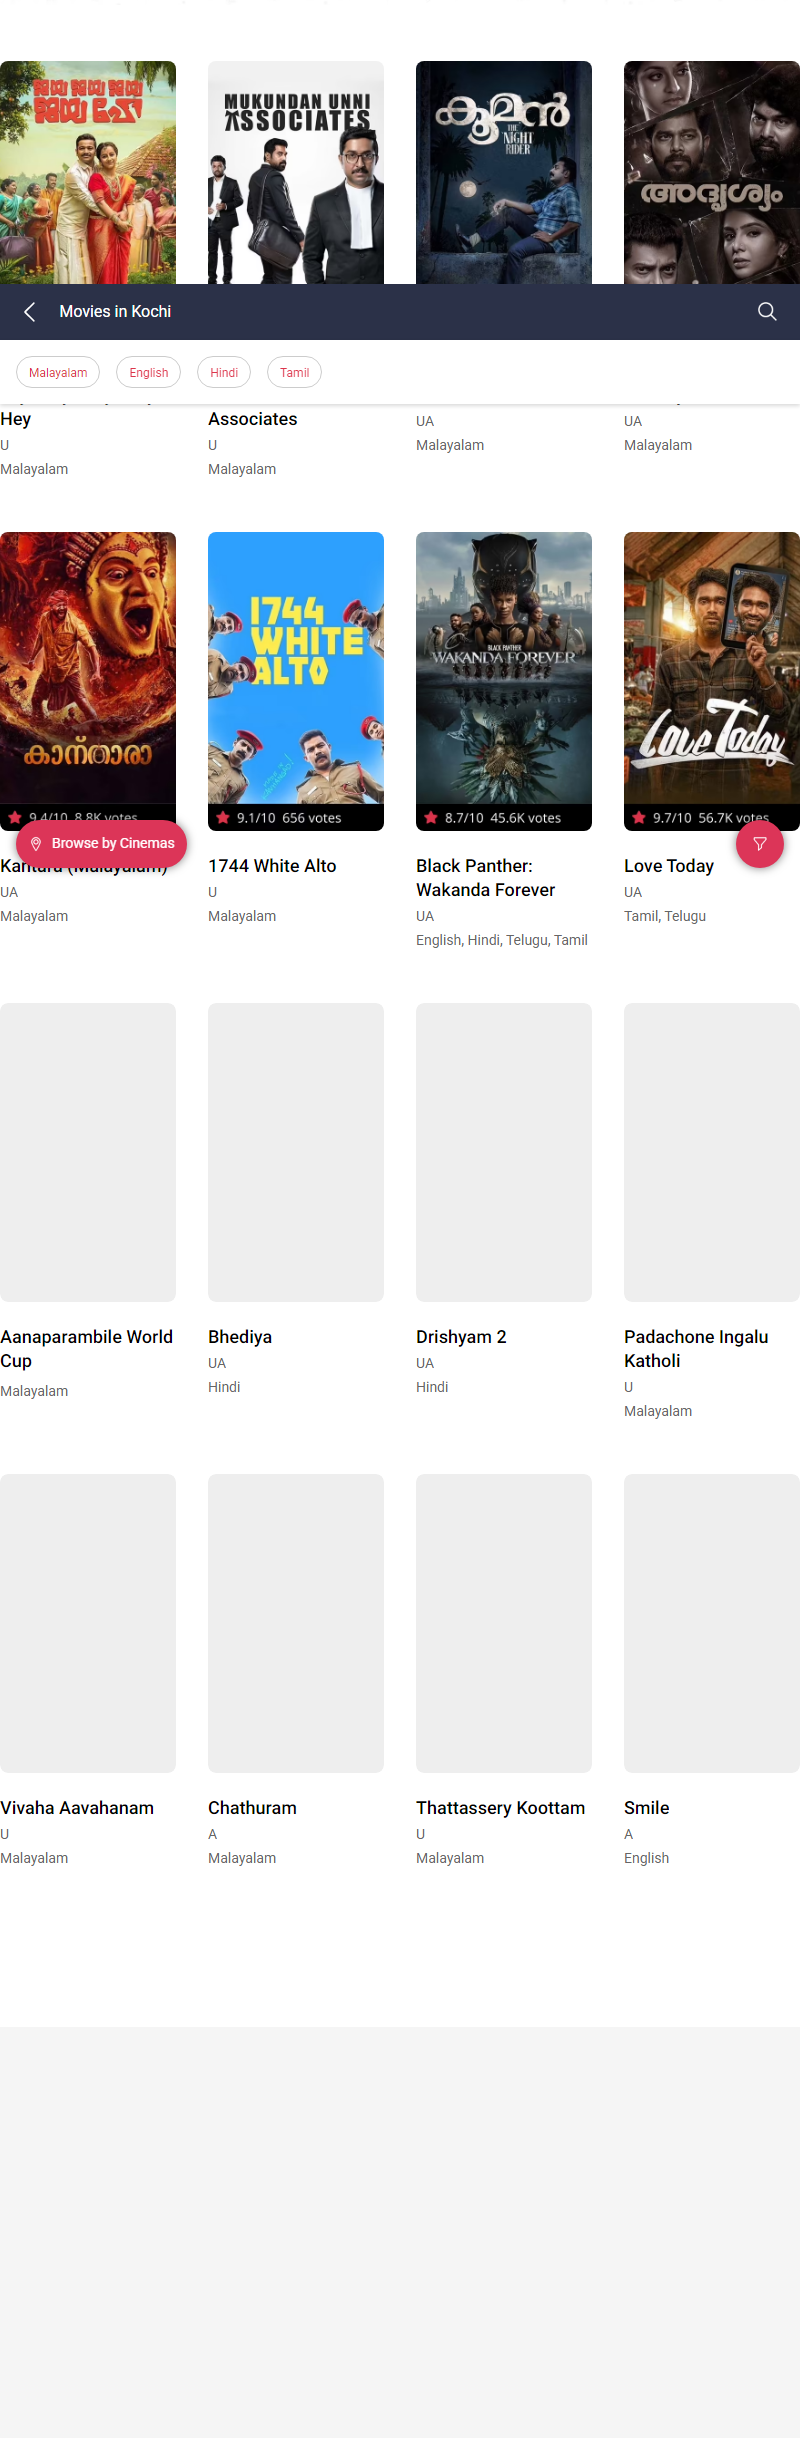 ജയ ജയ ജയ
ജയ ഹേ
MUKUNDAN UNNI
ASSOCIATES
കൂമൻ
THE
NIGHT
RIDER
അദൃശ്യം
Movies in Kochi
Malayalam English Hindi Tamil
Hey
U
Malayalam
Associates
U
Malayalam
UA
Malayalam
UA
Malayalam
കാന്താരാ
1744
WHITE
ALTO
BLACK PANTHER
WAKANDA FOREVER
Love Today
9.4/10 8.8K votes
9.1/10 656 votes
8.7/10 45.6K votes
9.7/10 56.7K votes
Browse by Cinemas
Kantara (Malayalam)
UA
Malayalam
1744 White Alto
U
Malayalam
Black Panther:
Wakanda Forever
UA
English, Hindi, Telugu, Tamil
Love Today
UA
Tamil, Telugu
Aanaparambile World
Cup
Malayalam
Bhediya
UA
Hindi
Drishyam 2
UA
Hindi
Padachone Ingalu
Katholi
U
Malayalam
Vivaha Aavahanam
U
Malayalam
Chathuram
A
Malayalam
Thattassery Koottam
U
Malayalam
Smile
A
English